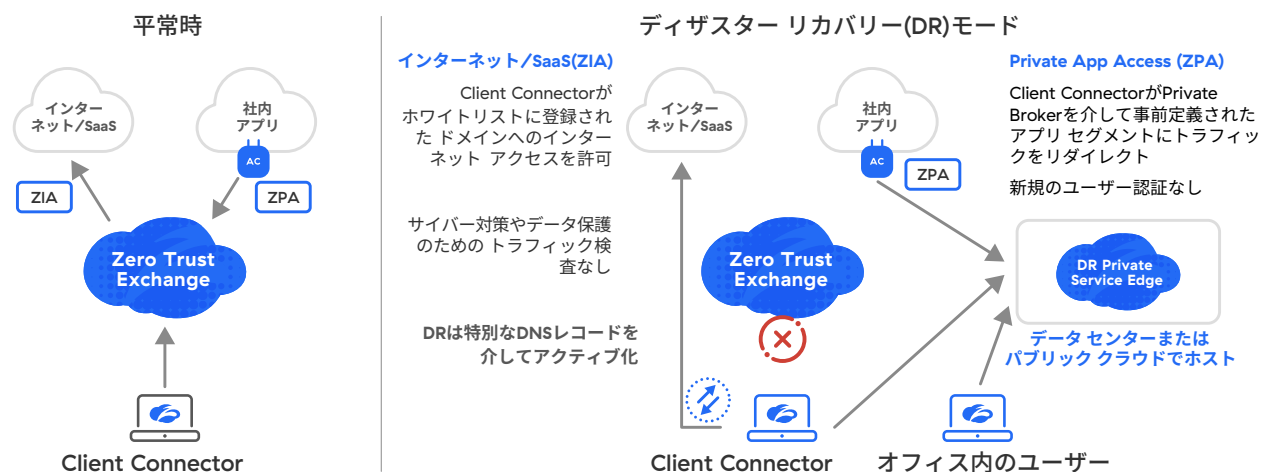 平常時
インター
ネット/SaaS
社内
アプリ
AC
ZIA
ZPA
Zero Trust
Exchange
Client Connector
ディザスター リカバリー(DR)モード
インターネット/SaaS(ZIA)
Client Connectorが
ホワイトリストに登録され
た ドメインへのインター
ネット アクセスを許可
サイバー対策やデータ保護
のための トラフィック検
査なし
DRは特別なDNSレコードを
介してアクティブ化
インター
ネット/SaaS
社内
アプリ
AC
ZPA
Zero Trust
Exchange
Client Connector
オフィス内のユーザー
Private App Access (ZPA)
Client ConnectorがPrivate
Brokerを介して事前定義された
アプリ セグメントにトラフィッ
クをリダイレクト
新規のユーザー認証なし
DR Private
Service Edge
データ センターまたは
パブリック クラウドでホスト